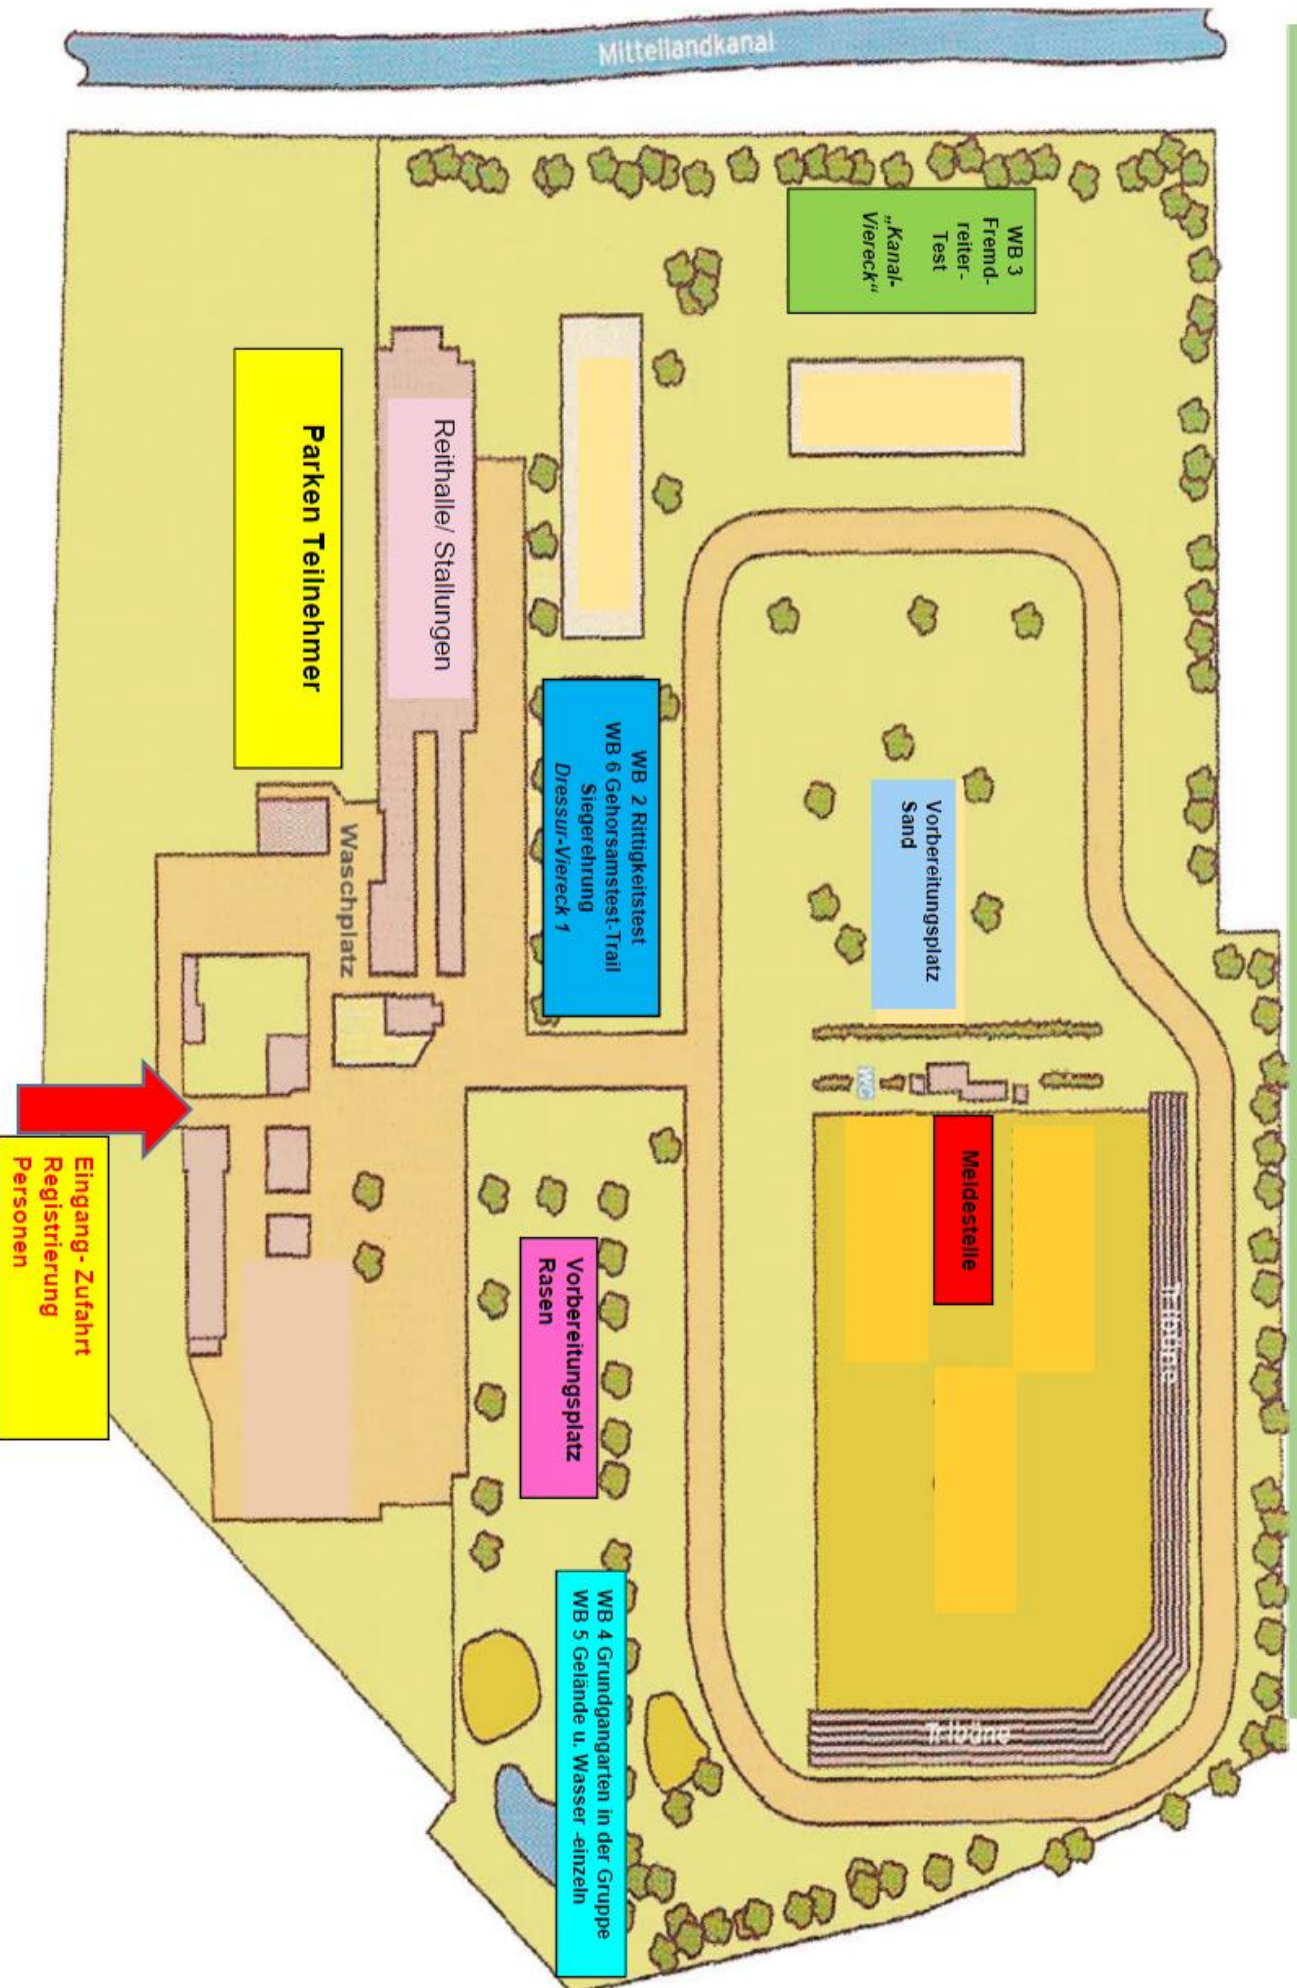 Mittellandkanal
WB 3
Fremd-
reiter-
Test
„Kanal-
Viereck“
Reithalle/ Stallungen
Parken Teilnehmer
WB  2 Rittigkeitstest
WB 6 Gehorsamstest-Trail
Siegerehrung
Dressur-Viereck 1
Vorbereitungsplatz
Sand
Waschplatz
WC
Meldestelle
Tribüne
Tribüne
Vorbereitungsplatz
Rasen
Eingang- Zufahrt
Registrierung
Personen
WB 4 Grundgangarten in der Gruppe
WB 5 Gelände u. Wasser -einzeln